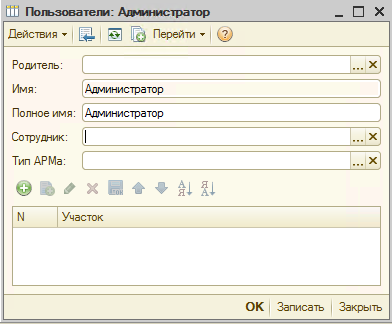 Пользователи: Администратор
Действия Перейти ?
Родитель: ...
Имя: Администратор
Полное имя: Администратор
Сотрудник: ...
Тип АРМа: ...
А Я Я А
N Участок
OK Записать Закрыть